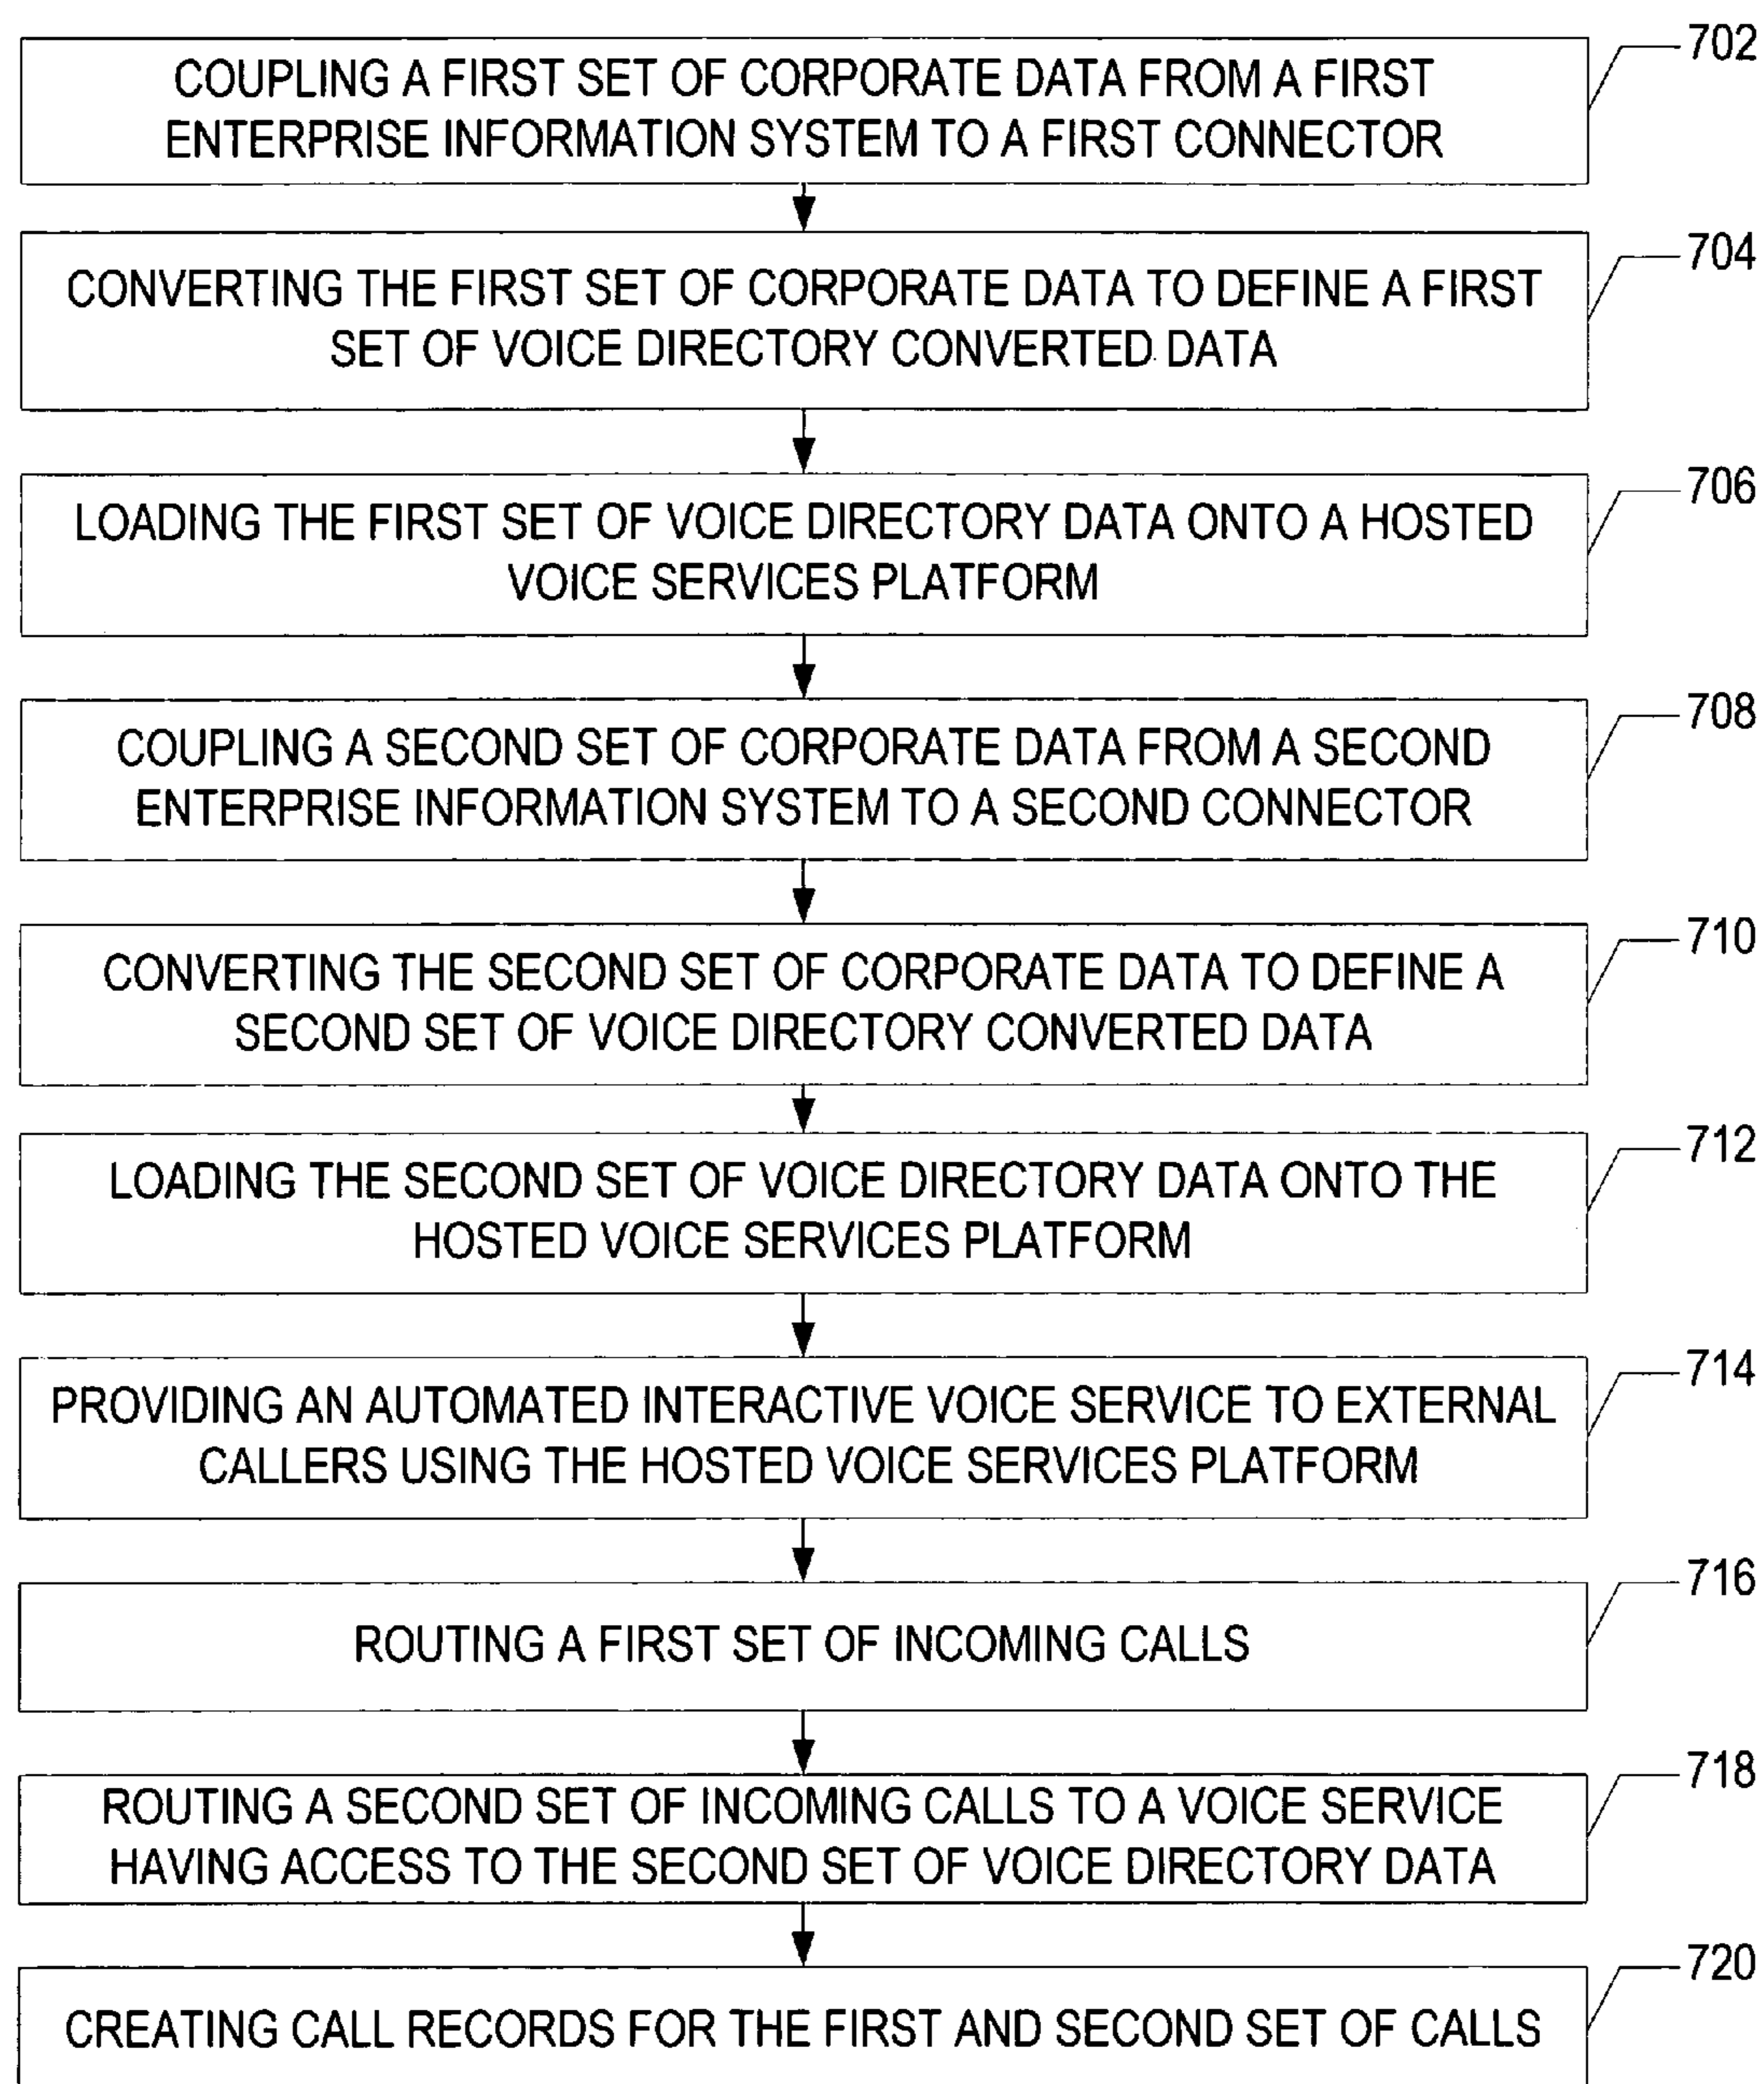 702
COUPLING A FIRST SET OF CORPORATE DATA FROM A FIRST
ENTERPRISE INFORMATION SYSTEM TO A FIRST CONNECTOR
704
CONVERTING THE FIRST SET OF CORPORATE DATA TO DEFINE A FIRST
SET OF VOICE DIRECTORY CONVERTED DATA
706
LOADING THE FIRST SET OF VOICE DIRECTORY DATA ONTO A HOSTED
VOICE SERVICES PLATFORM
708
COUPLING A SECOND SET OF CORPORATE DATA FROM A SECOND
ENTERPRISE INFORMATION SYSTEM TO A SECOND CONNECTOR
710
CONVERTING THE SECOND SET OF CORPORATE DATA TO DEFINE A
SECOND SET OF VOICE DIRECTORY CONVERTED DATA
712
LOADING THE SECOND SET OF VOICE DIRECTORY DATA ONTO THE
HOSTED VOICE SERVICES PLATFORM
714
PROVIDING AN AUTOMATED INTERACTIVE VOICE SERVICE TO EXTERNAL
CALLERS USING THE HOSTED VOICE SERVICES PLATFORM
716
ROUTING A FIRST SET OF INCOMING CALLS
718
ROUTING A SECOND SET OF INCOMING CALLS TO A VOICE SERVICE
HAVING ACCESS TO THE SECOND SET OF VOICE DIRECTORY DATA
720
CREATING CALL RECORDS FOR THE FIRST AND SECOND SET OF CALLS